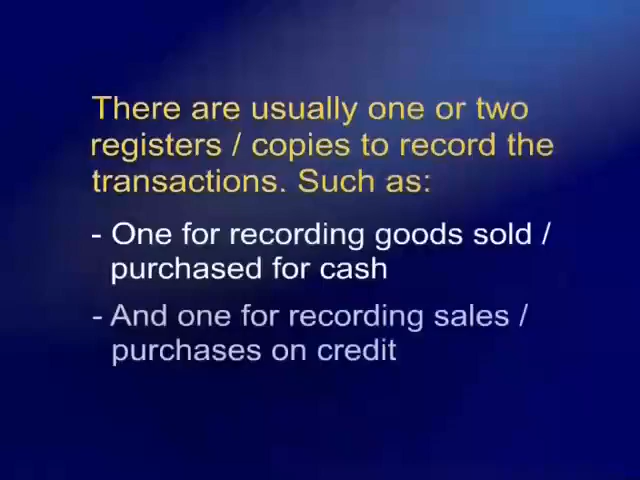 There are usually one or two
registers / copies to record the
transactions. Such as:
- One for recording goods sold /
purchased for cash
- And one for recording sales /
purchases on credit